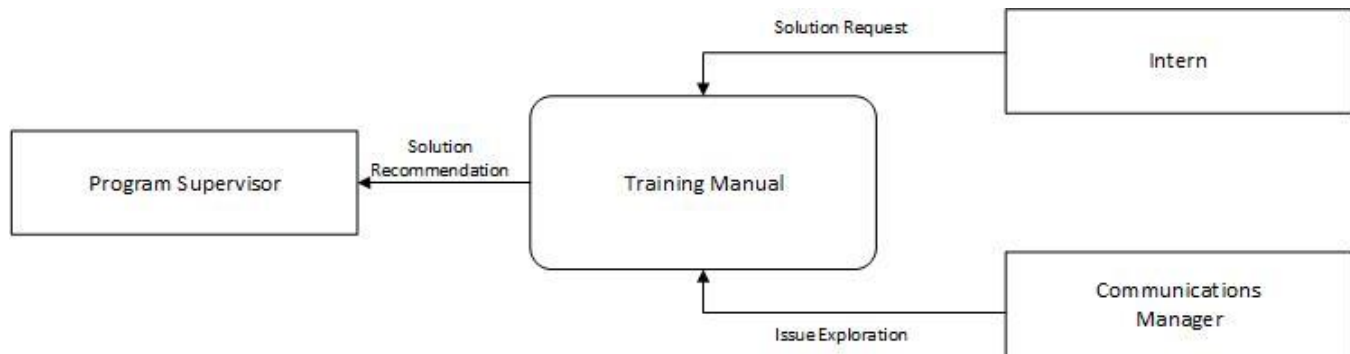 Solution Request
Intern
Solution
Recommendation
Program Supervisor
Training Manual
Communications
Manager
Issue Exploration